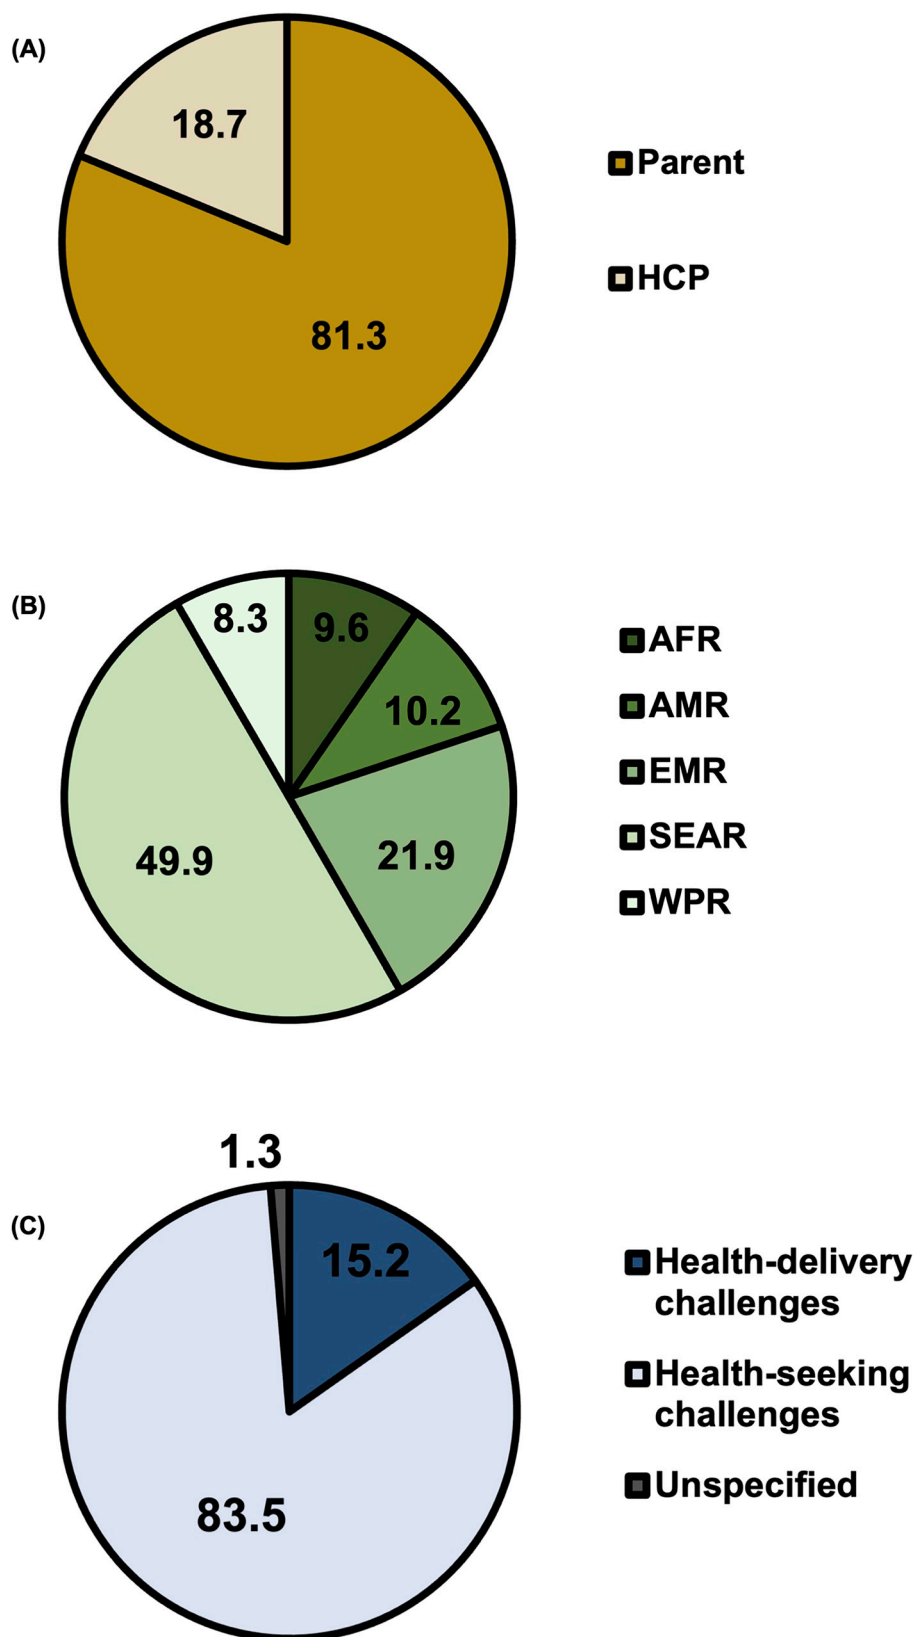 (A)
18.7
81.3
Parent
HCP
(B)
8.3
9.6
10.2
21.9
49.9
AFR
AMR
EMR
SEAR
WPR
(C)
1.3
15.2
83.5
Health-delivery
challenges
Health-seeking
challenges
Unspecified